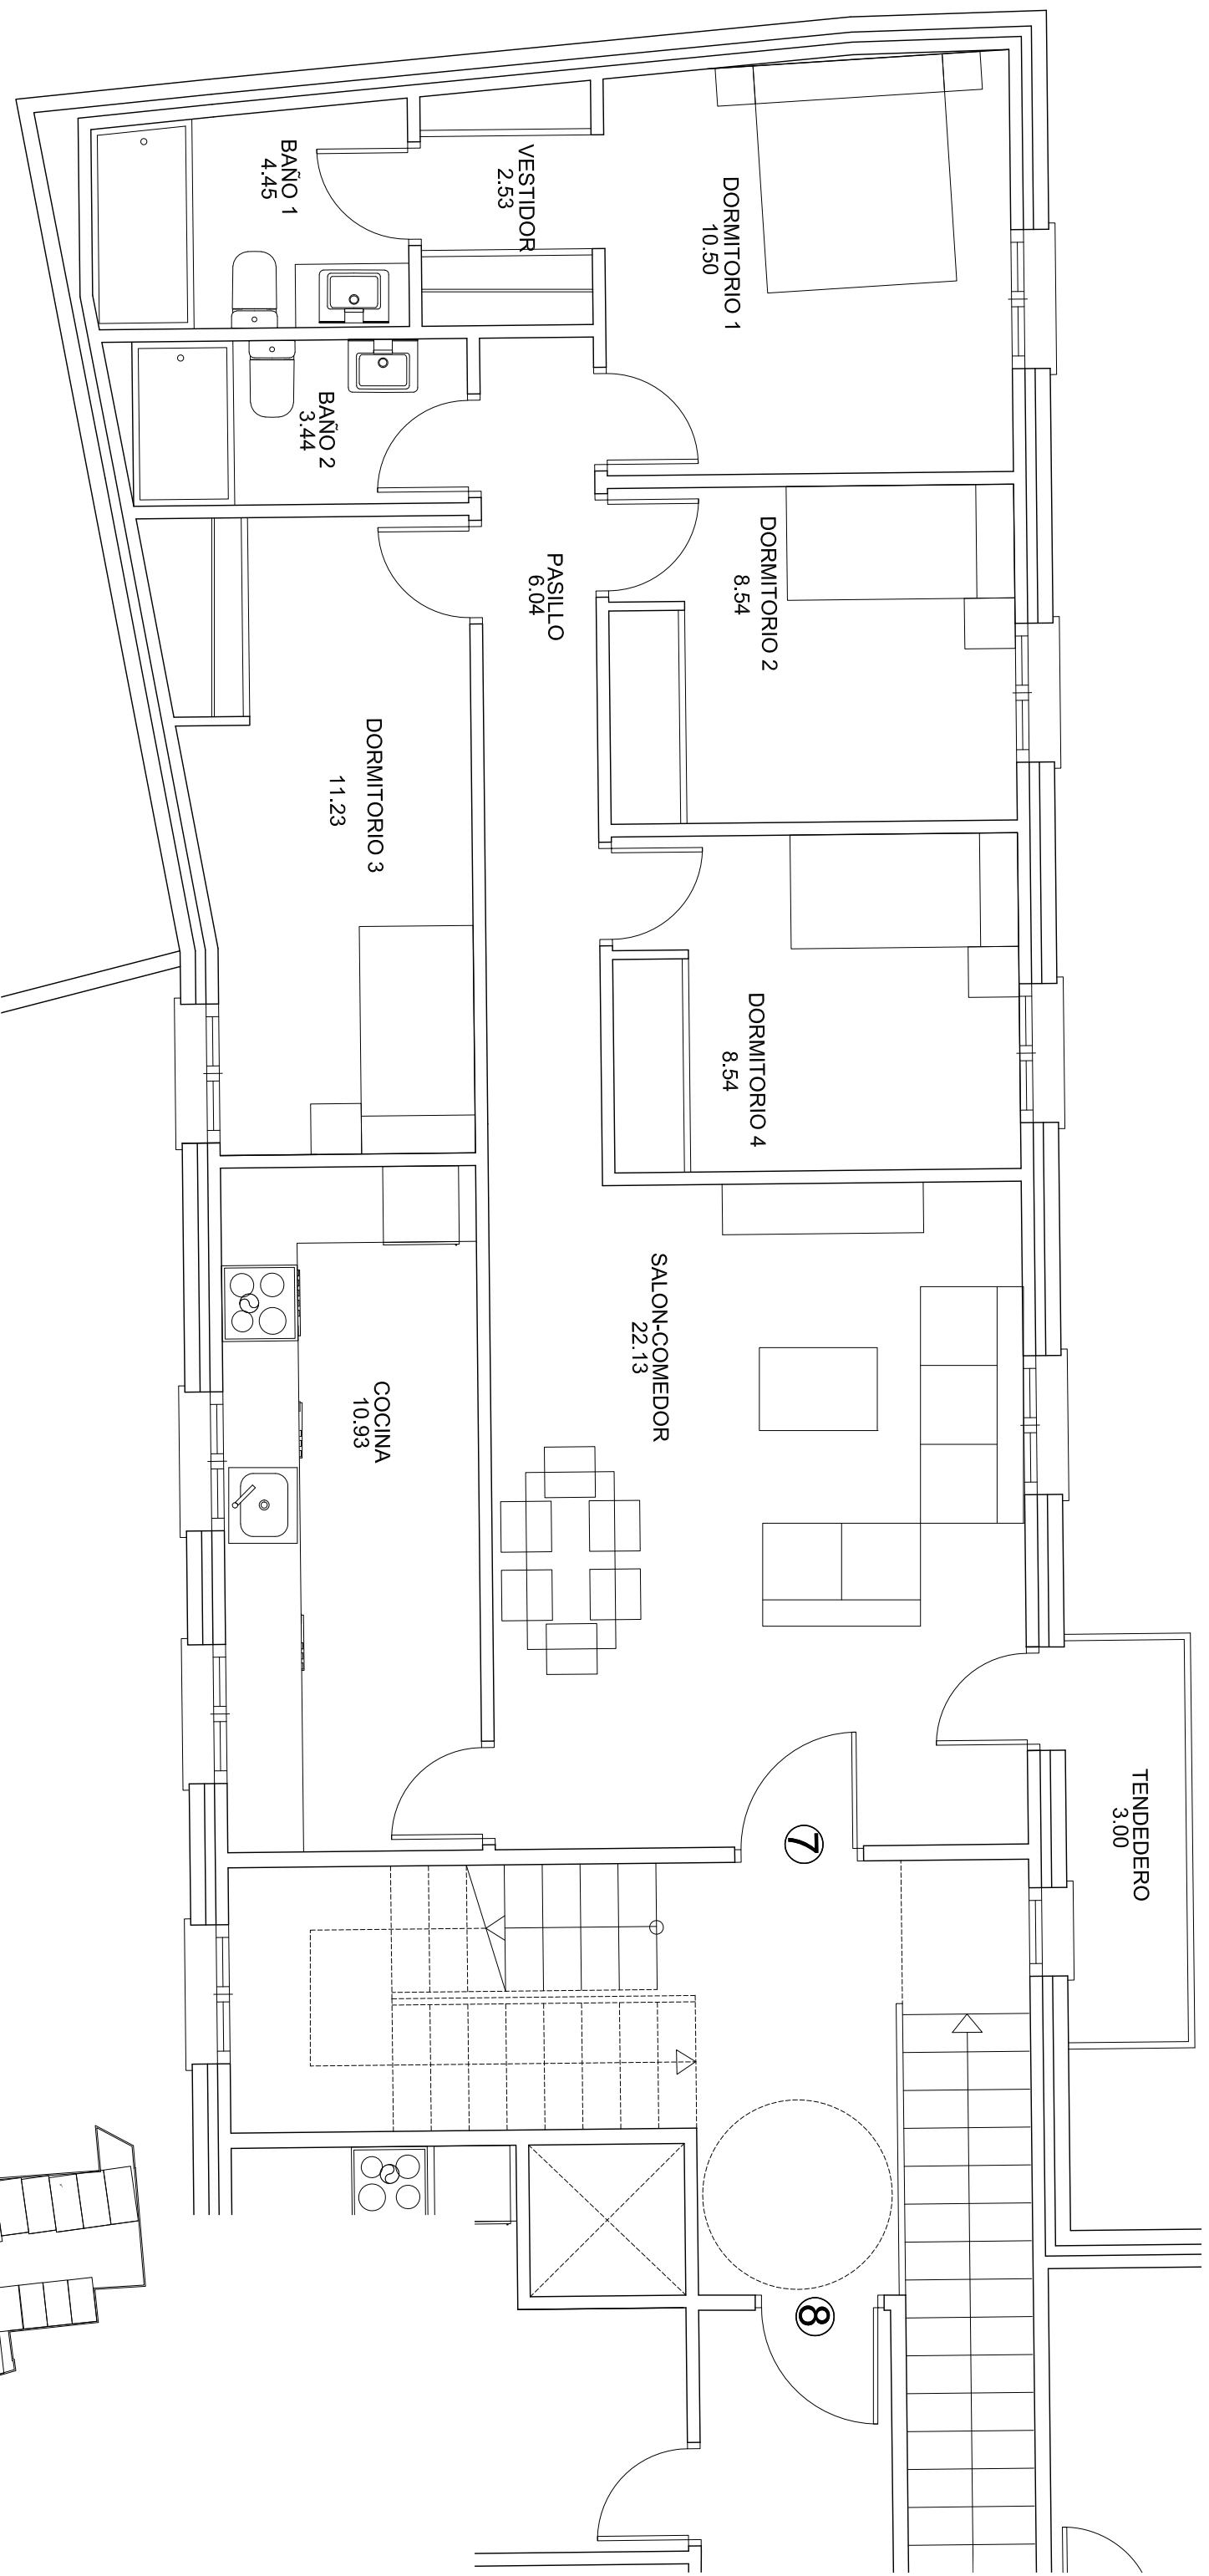 BAÑO 1
4.45
VESTIDOR
2.53
DORMITORIO 1
10.50
BAÑO 2
3.44
PASILLO
6.04
DORMITORIO 2
8.54
DORMITORIO 3
11.23
DORMITORIO 4
8.54
SALON-COMEDOR
22.13
COCINA
10.93
TENDEDERO
3.00
7
8